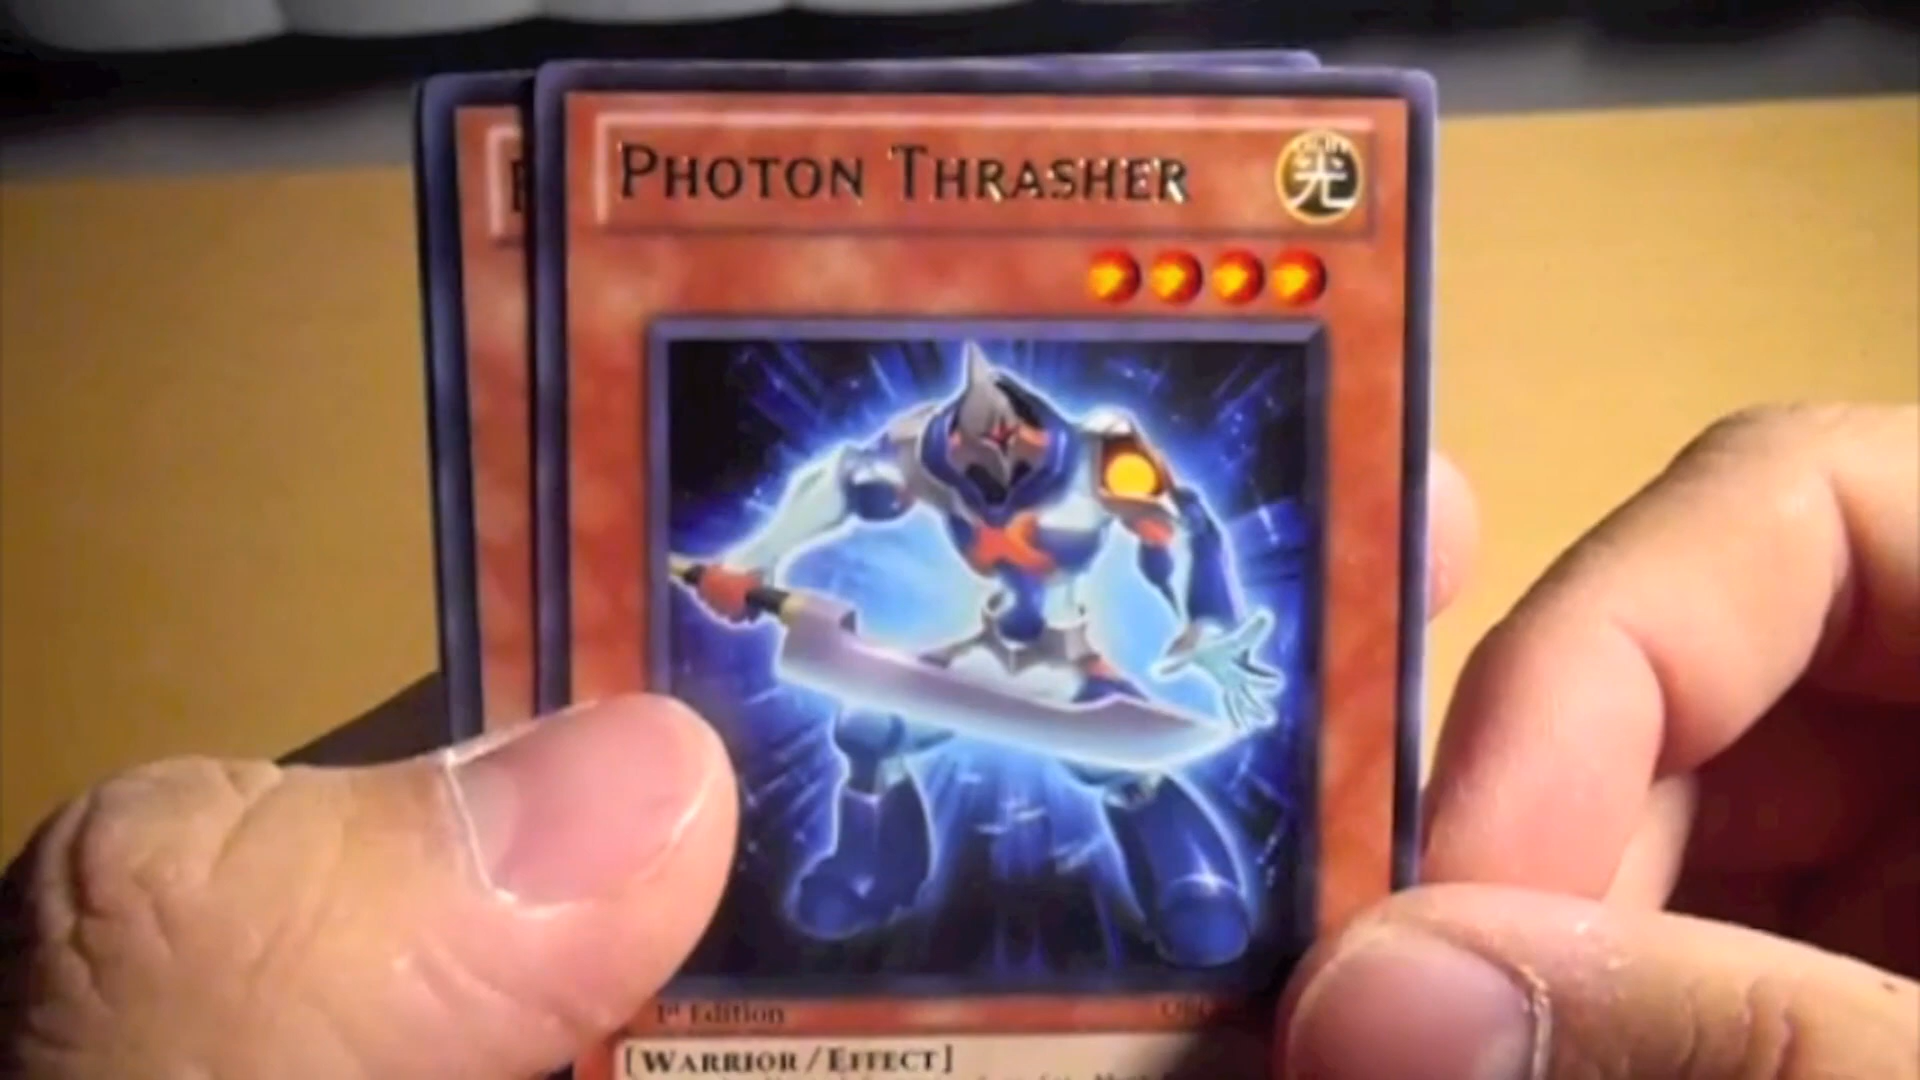 PHOTON THRASHER
光
1st Edition
[WARRIOR/EFFECT]